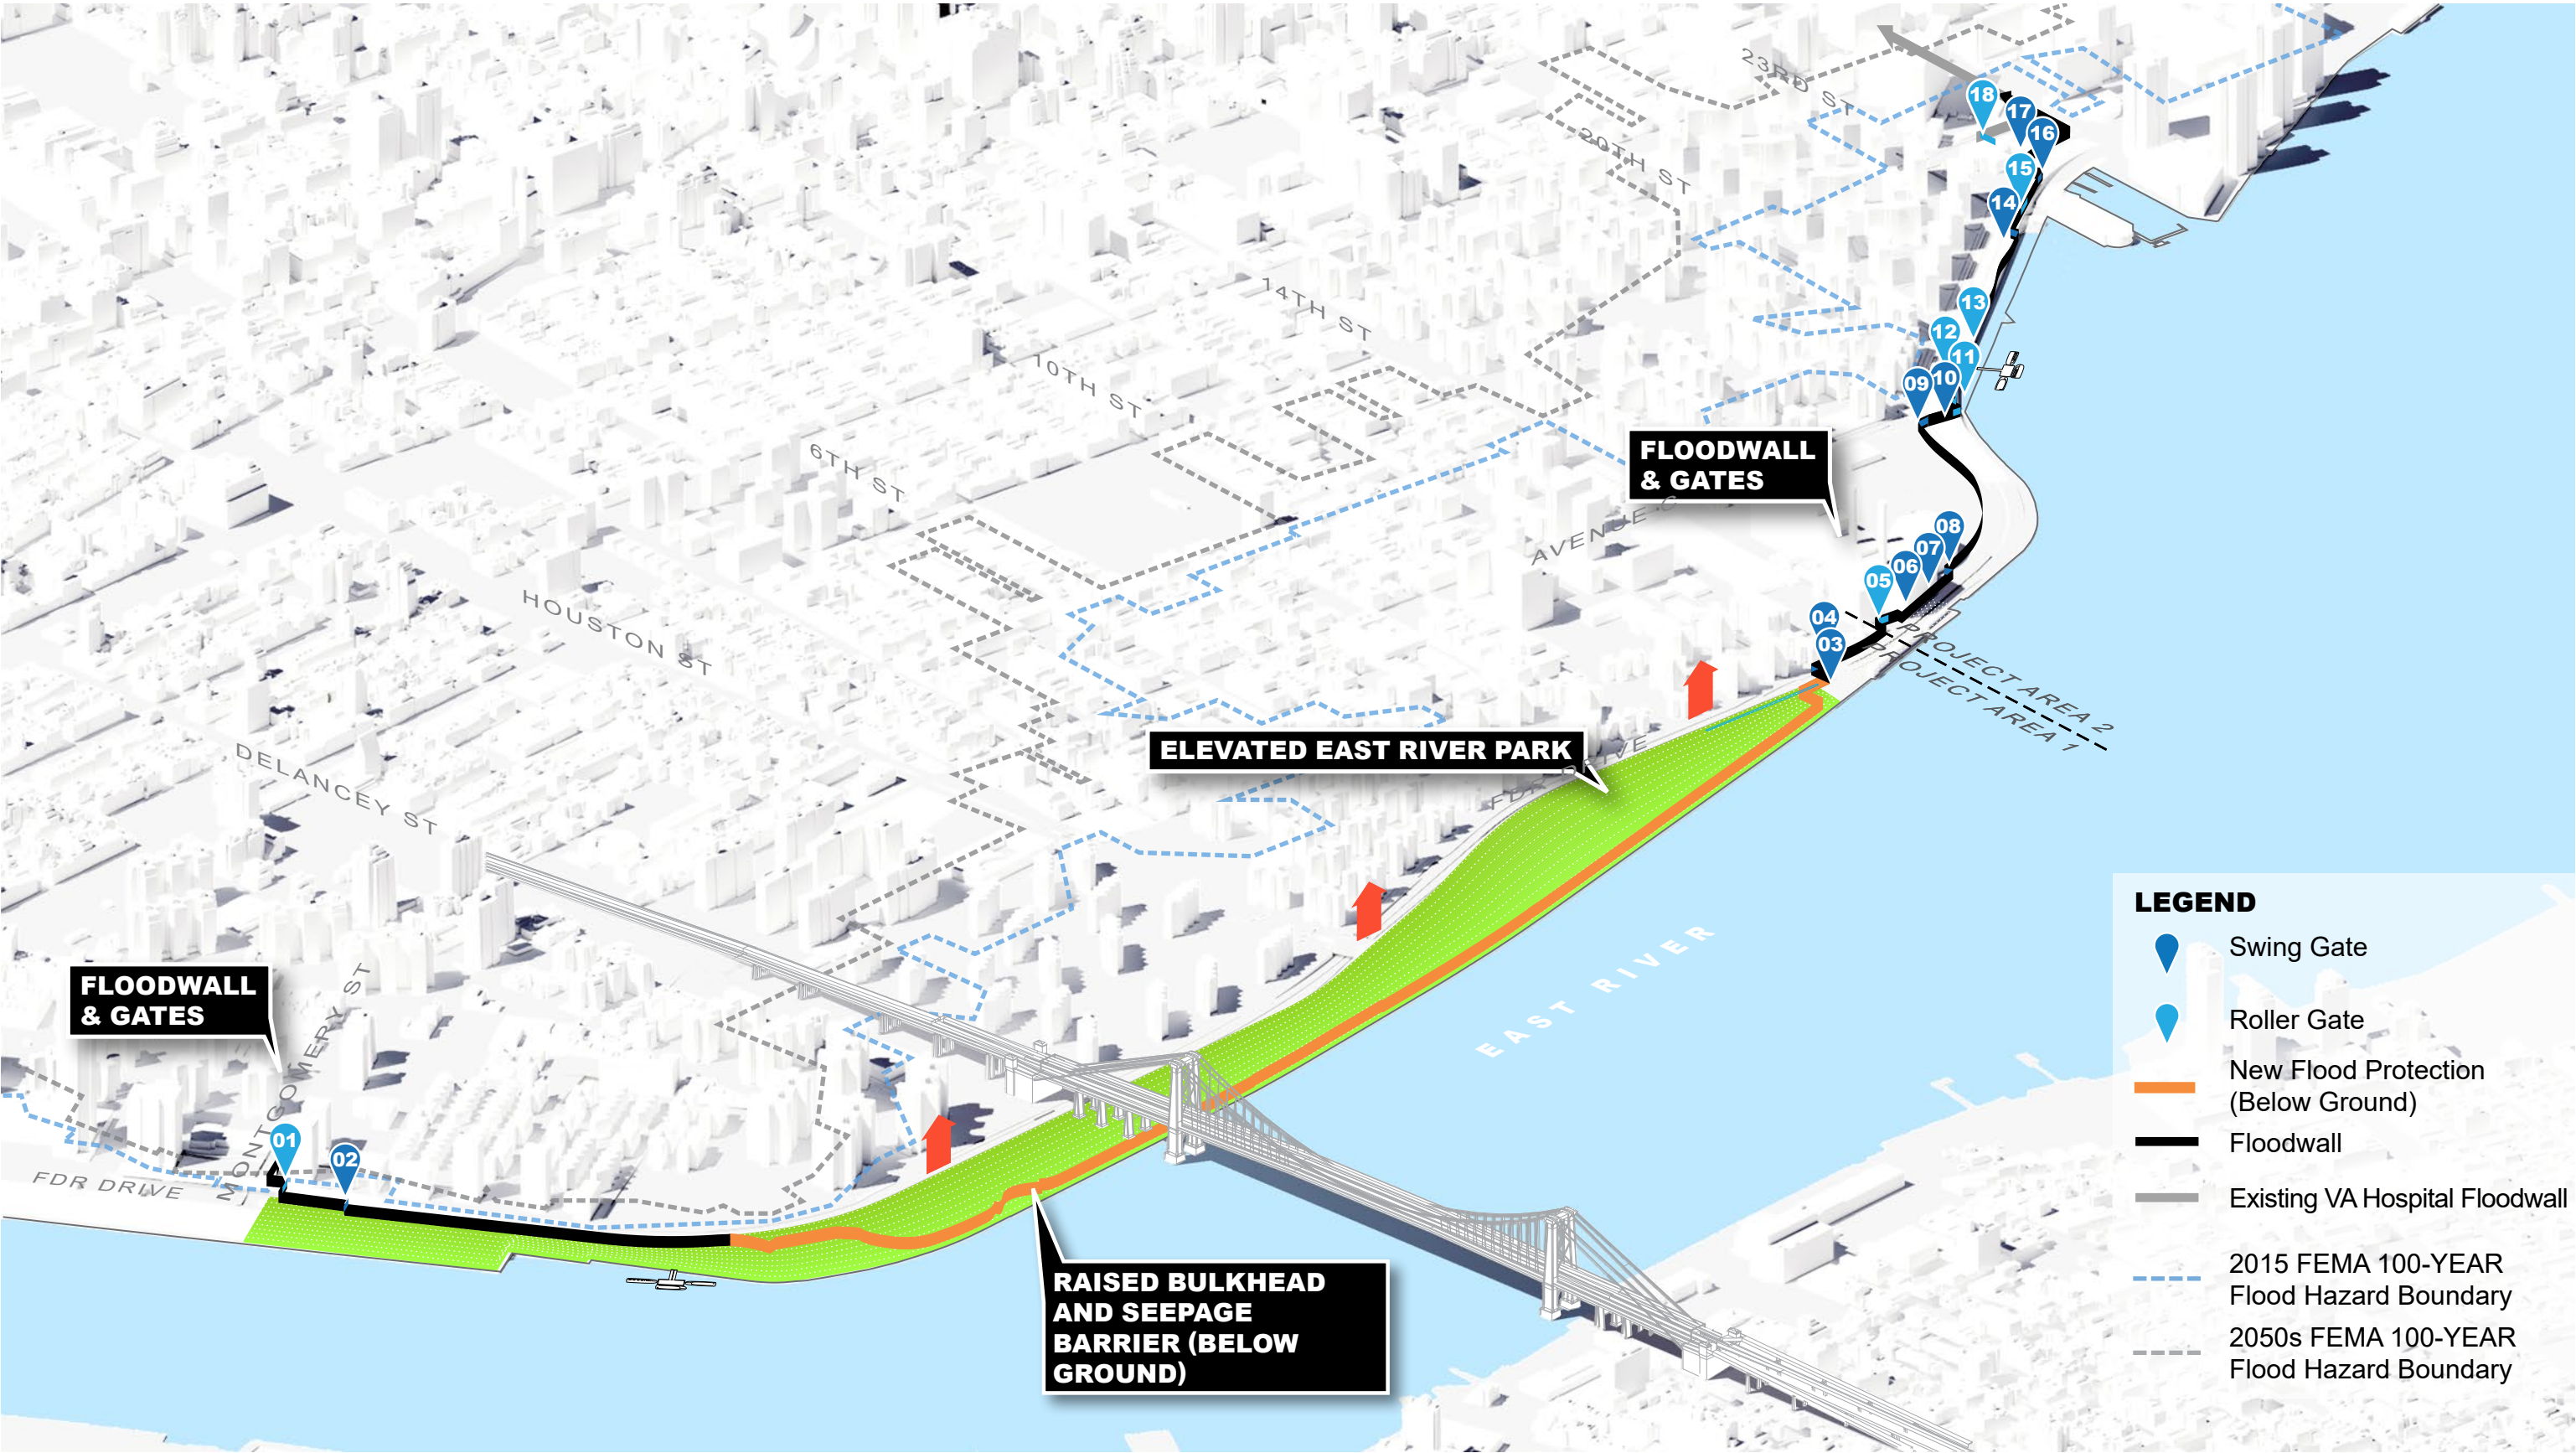 23RD ST
20TH ST
14TH ST
10TH ST
6TH ST
HOUSTON ST
DELANCEY ST
AVENUE C
MONTGOMERY ST
FDR DRIVE
FDR DRIVE
EAST RIVER
PROJECT AREA 2
PROJECT AREA 1
18
17
16
15
14
13
12
11
10
09
08
07
06
05
04
03
02
01
FLOODWALL
& GATES
ELEVATED EAST RIVER PARK
FLOODWALL
& GATES
RAISED BULKHEAD
AND SEEPAGE
BARRIER (BELOW
GROUND)
LEGEND
Swing Gate
Roller Gate
New Flood Protection
(Below Ground)
Floodwall
Existing VA Hospital Floodwall
2015 FEMA 100-YEAR
Flood Hazard Boundary
2050s FEMA 100-YEAR
Flood Hazard Boundary